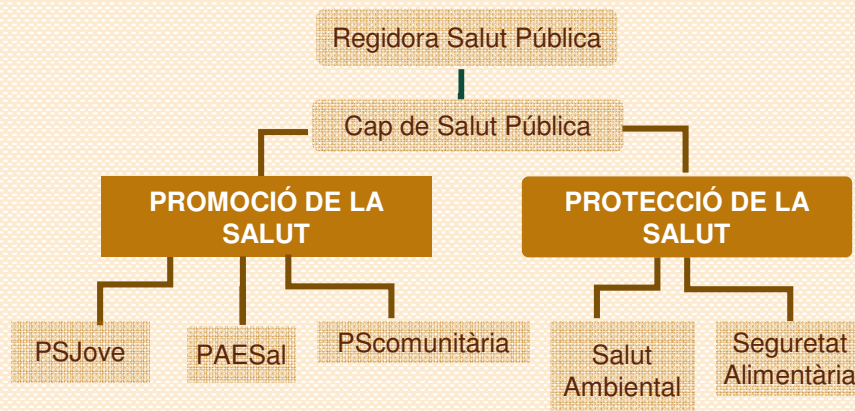 Regidora Salut Pública
Cap de Salut Pública
PROMOCIÓ DE LA
SALUT
PROTECCIÓ DE LA
SALUT
PSJove
PAESal
PScomunitària
Salut
Ambiental
Seguretat
Alimentària